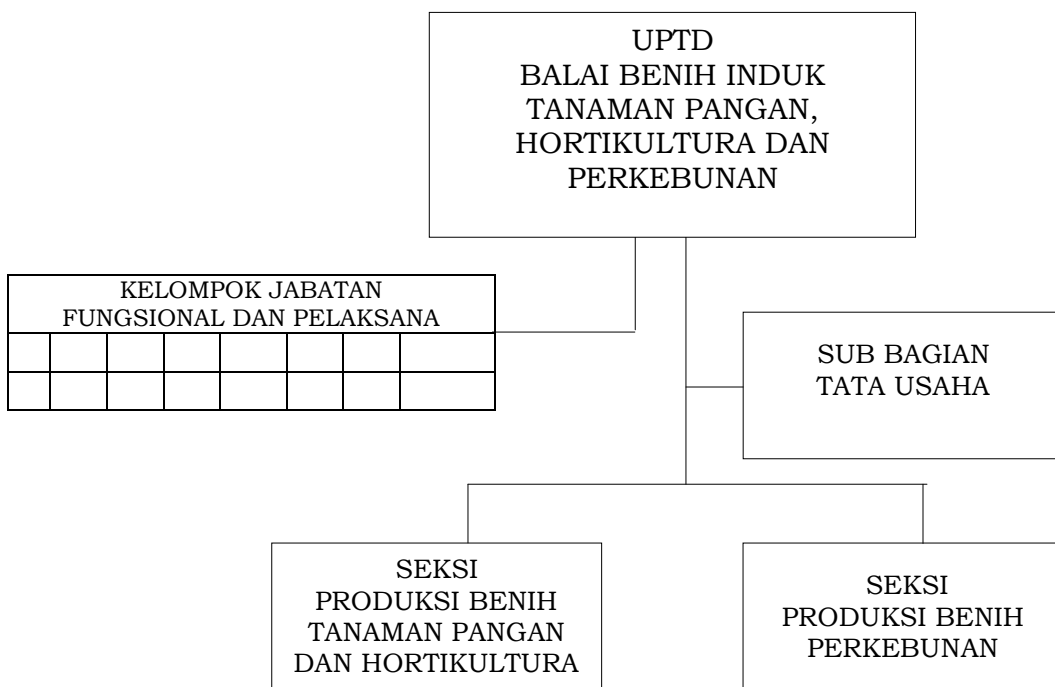 UPTD
BALAI BENIH INDUK
TANAMAN PANGAN,
HORTIKULTURA DAN
PERKEBUNAN
KELOMPOK JABATAN
FUNGSIONAL DAN PELAKSANA
SUB BAGIAN
TATA USAHA
SEKSI
PRODUKSI BENIH
TANAMAN PANGAN
DAN HORTIKULTURA
SEKSI
PRODUKSI BENIH
PERKEBUNAN